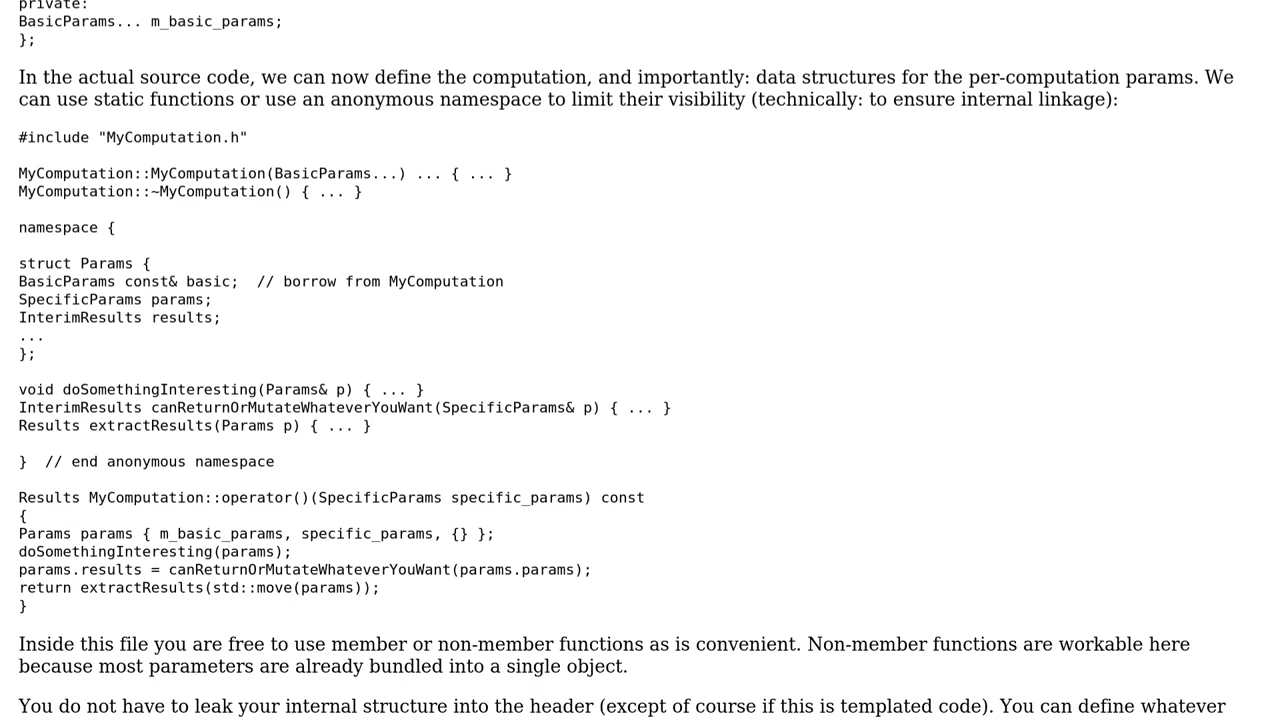 private:
BasicParams... m_basic_params;
};
In the actual source code, we can now define the computation, and importantly: data structures for the per-computation params. We
can use static functions or use an anonymous namespace to limit their visibility (technically: to ensure internal linkage):
#include "MyComputation.h"
MyComputation::MyComputation(BasicParams...) ... { ... }
MyComputation::~MyComputation() { ... }
namespace {
struct Params {
BasicParams const& basic;  // borrow from MyComputation
SpecificParams params;
InterimResults results;
...
};
void doSomethingInteresting(Params& p) { ... }
InterimResults canReturnOrMutateWhateverYouWant(SpecificParams& p) { ... }
Results extractResults(Params p) { ... }
}  // end anonymous namespace
Results MyComputation::operator()(SpecificParams specific_params) const
{
Params params { m_basic_params, specific_params, {} };
doSomethingInteresting(params);
params.results = canReturnOrMutateWhateverYouWant(params.params);
return extractResults(std::move(params));
}
Inside this file you are free to use member or non-member functions as is convenient. Non-member functions are workable here
because most parameters are already bundled into a single object.
You do not have to leak your internal structure into the header (except of course if this is templated code). You can define whatever